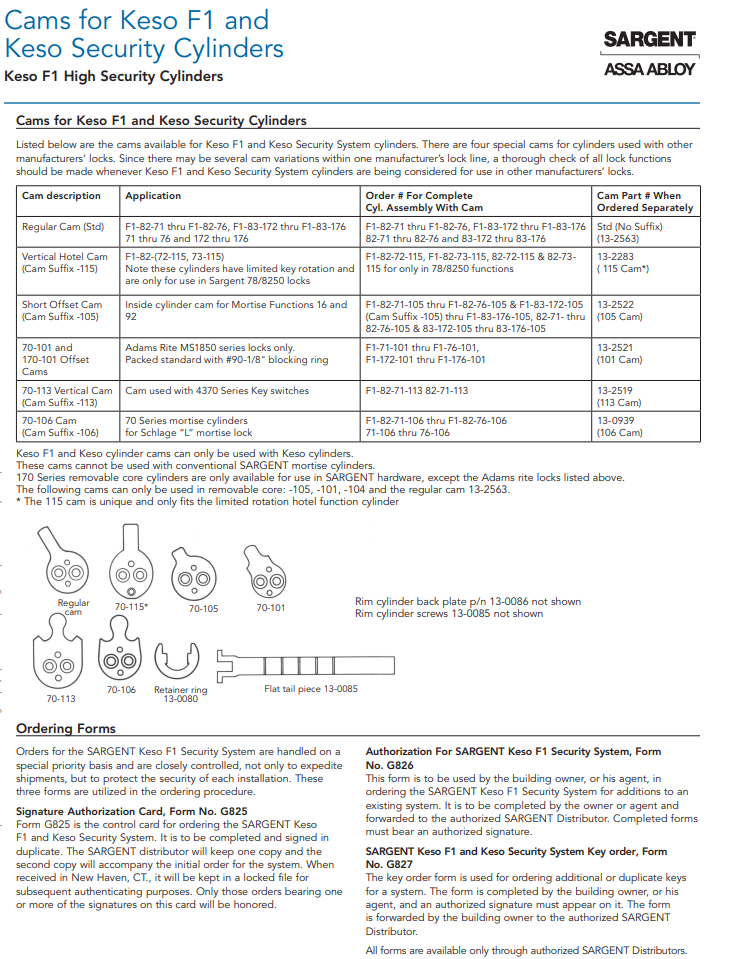 Cams for Keso F1 and
Keso Security Cylinders
Keso F1 High Security Cylinders
SARGENT
ASSA ABLOY
Cams for Keso F1 and Keso Security Cylinders
Listed below are the cams available for Keso F1 and Keso Security System cylinders. There are four special cams for cylinders used with other
manufacturers' locks. Since there may be several cam variations within one manufacturer's lock line, a thorough check of all lock functions
should be made whenever Keso F1 and Keso Security System cylinders are being considered for use in other manufacturers' locks.
Cam description
Application
Order # For Complete
Cyl. Assembly With Cam
Cam Part # When
Ordered Separately
Regular Cam (Std)
F1-82-71 thru F1-82-76, F1-83-172 thru F1-83-176
71 thru 76 and 172 thru 176
F1-82-71 thru F1-82-76, F1-83-172 thru F1-83-176
82-71 thru 82-76 and 83-172 thru 83-176
Std (No Suffix)
(13-2563)
Vertical Hotel Cam
(Cam Suffix -115)
F1-82-(72-115, 73-115)
Note these cylinders have limited key rotation and
are only for use in Sargent 78/8250 locks
F1-82-72-115, F1-82-73-115, 82-72-115 & 82-73-
115 for only in 78/8250 functions
13-2283
( 115 Cam*)
Short Offset Cam
(Cam Suffix -105)
Inside cylinder cam for Mortise Functions 16 and
92
F1-82-71-105 thru F1-82-76-105 & F1-83-172-105
(Cam Suffix -105) thru F1-83-176-105, 82-71- thru
82-76-105 & 83-172-105 thru 83-176-105
13-2522
(105 Cam)
70-101 and
170-101 Offset
Cams
Adams Rite MS1850 series locks only.
Packed standard with #90-1/8" blocking ring
F1-71-101 thru F1-76-101,
F1-172-101 thru F1-176-101
13-2521
(101 Cam)
70-113 Vertical Cam
(Cam Suffix -113)
Cam used with 4370 Series Key switches
F1-82-71-113 82-71-113
13-2519
(113 Cam)
70-106 Cam
(Cam Suffix -106)
70 Series mortise cylinders
for Schlage "L" mortise lock
F1-82-71-106 thru F1-82-76-106
71-106 thru 76-106
13-0939
(106 Cam)
Keso F1 and Keso cylinder cams can only be used with Keso cylinders.
These cams cannot be used with conventional SARGENT mortise cylinders.
170 Series removable core cylinders are only available for use in SARGENT hardware, except the Adams rite locks listed above.
The following cams can only be used in removable core: -105, -101, -104 and the regular cam 13-2563.
* The 115 cam is unique and only fits the limited rotation hotel function cylinder
Regular
cam
70-115*
70-105
70-101
Rim cylinder back plate p/n 13-0086 not shown
Rim cylinder screws 13-0085 not shown
70-113
70-106
Retainer ring
13-0080
Flat tail piece 13-0085
Ordering Forms
Orders for the SARGENT Keso F1 Security System are handled on a
special priority basis and are closely controlled, not only to expedite
shipments, but to protect the security of each installation. These
three forms are utilized in the ordering procedure.
Signature Authorization Card, Form No. G825
Form G825 is the control card for ordering the SARGENT Keso
F1 and Keso Security System. It is to be completed and signed in
duplicate. The SARGENT distributor will keep one copy and the
second copy will accompany the initial order for the system. When
received in New Haven, CT., it will be kept in a locked file for
subsequent authenticating purposes. Only those orders bearing one
or more of the signatures on this card will be honored.
Authorization For SARGENT Keso F1 Security System, Form
No. G826
This form is to be used by the building owner, or his agent, in
ordering the SARGENT Keso F1 Security System for additions to an
existing system. It is to be completed by the owner or agent and
forwarded to the authorized SARGENT Distributor. Completed forms
must bear an authorized signature.
SARGENT Keso F1 and Keso Security System Key order, Form
No. G827
The key order form is used for ordering additional or duplicate keys
for a system. The form is completed by the building owner, or his
agent, and an authorized signature must appear on it. The form
is forwarded by the building owner to the authorized SARGENT
Distributor.
All forms are available only through authorized SARGENT Distributors.